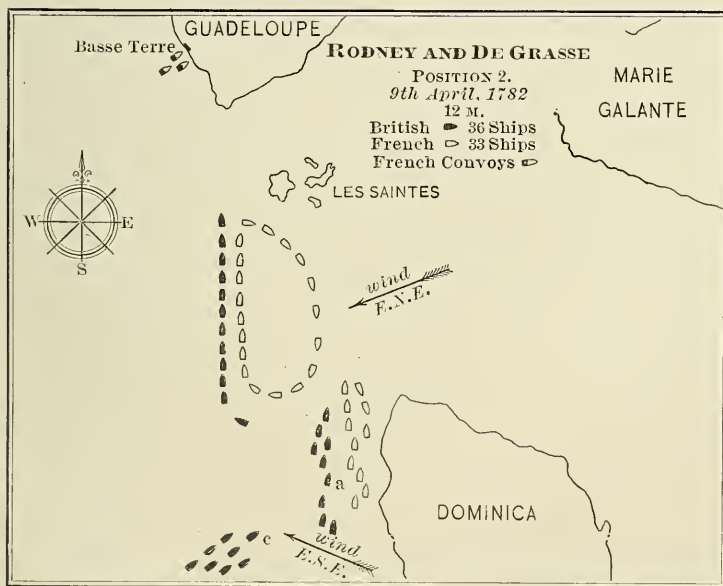 GUADELOUPE
Basse Terre
RODNEY AND DE GRASSE
POSITION 2.
9th April, 1782
12 M.
British 36 Ships
French 33 Ships
French Convoys
MARIE
GALANTE
LES SAINTES
W E
S
wind
E.N.E.
a
DOMINICA
c
wind
E.S.E.